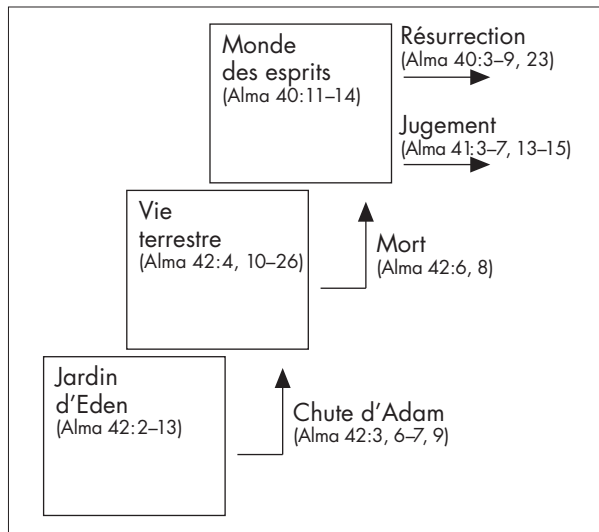 Monde
des esprits
(Alma 40:11–14)
Résurrection
(Alma 40:3–9, 23)
Jugement
(Alma 41:3–7, 13–15)
Vie
terrestre
(Alma 42:4, 10–26)
Mort
(Alma 42:6, 8)
Jardin
d’Eden
(Alma 42:2–13)
Chute d’Adam
(Alma 42:3, 6–7, 9)